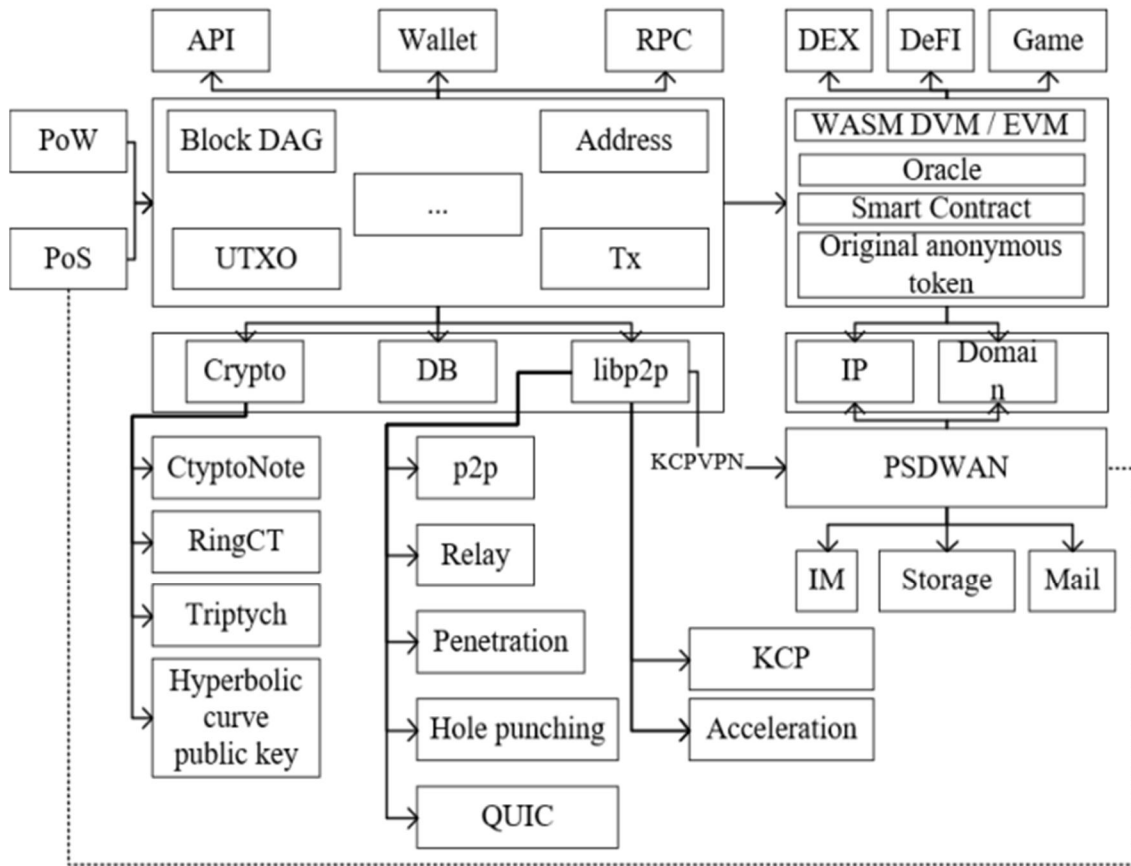 API
Wallet
RPC
DEX
DeFI
Game
PoW
PoS
Block DAG
Address
...
UTXO
Tx
WASM DVM / EVM
Oracle
Smart Contract
Original anonymous
token
Crypto
DB
libp2p
IP
Domai
n
CtyptoNote
RingCT
Triptych
Hyperbolic
curve
public key
p2p
Relay
Penetration
Hole punching
QUIC
KCPVPN
PSDWAN
IM
Storage
Mail
KCP
Acceleration